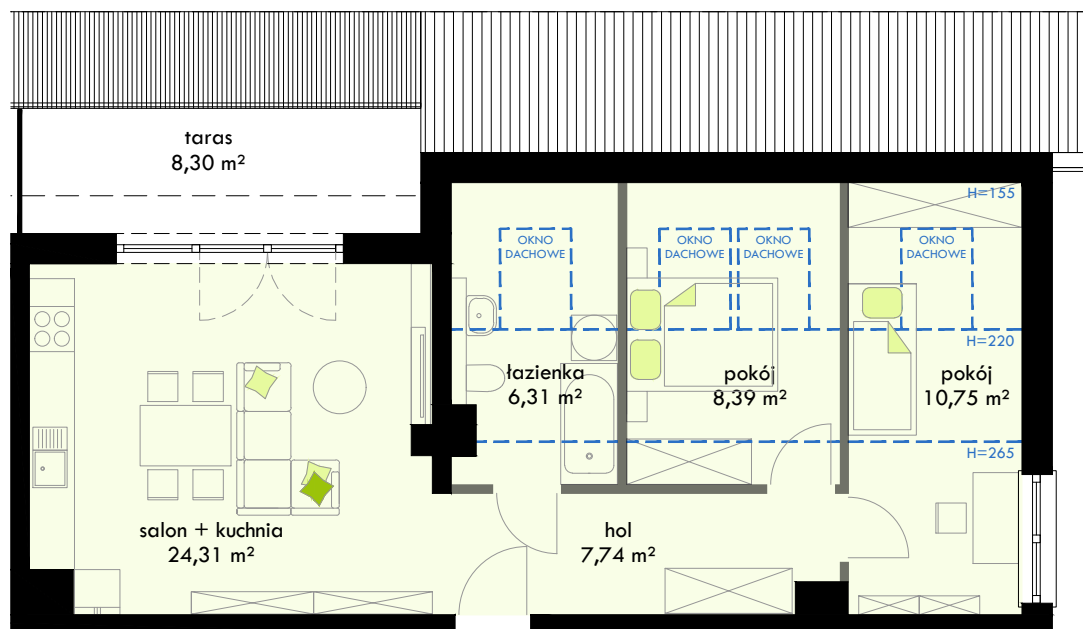 taras
8,30 m²
H=155
OKNO
DACHOWE
OKNO
DACHOWE
OKNO
DACHOWE
OKNO
DACHOWE
H=220
łazienka
6,31 m²
pokój
8,39 m²
pokój
10,75 m²
H=265
salon + kuchnia
24,31 m²
hol
7,74 m²